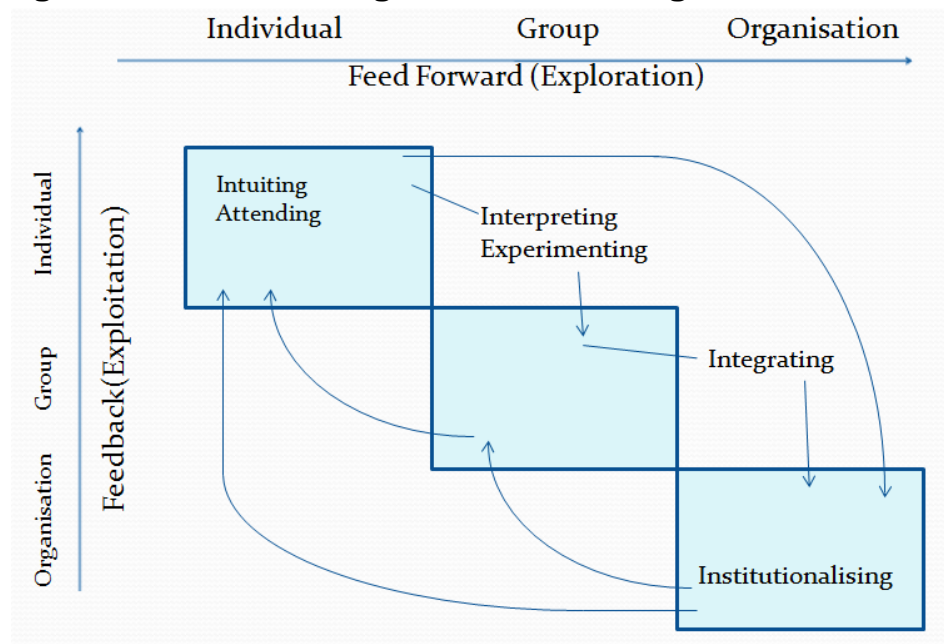 Individual
Group
Organisation
Feed Forward (Exploration)
Individual
Group
Organisation
Feedback(Exploitation)
Intuiting
Attending
Interpreting
Experimenting
Integrating
Institutionalising